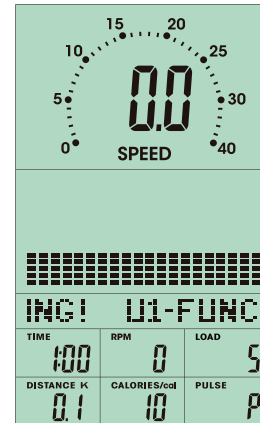 15 20
10 25
5 0.0 30
0 SPEED 40
ING! U1-FUNC
TIME RPM LOAD
1:00 0 5
DISTANCE K CALORIES/cal PULSE
0.1 10 P